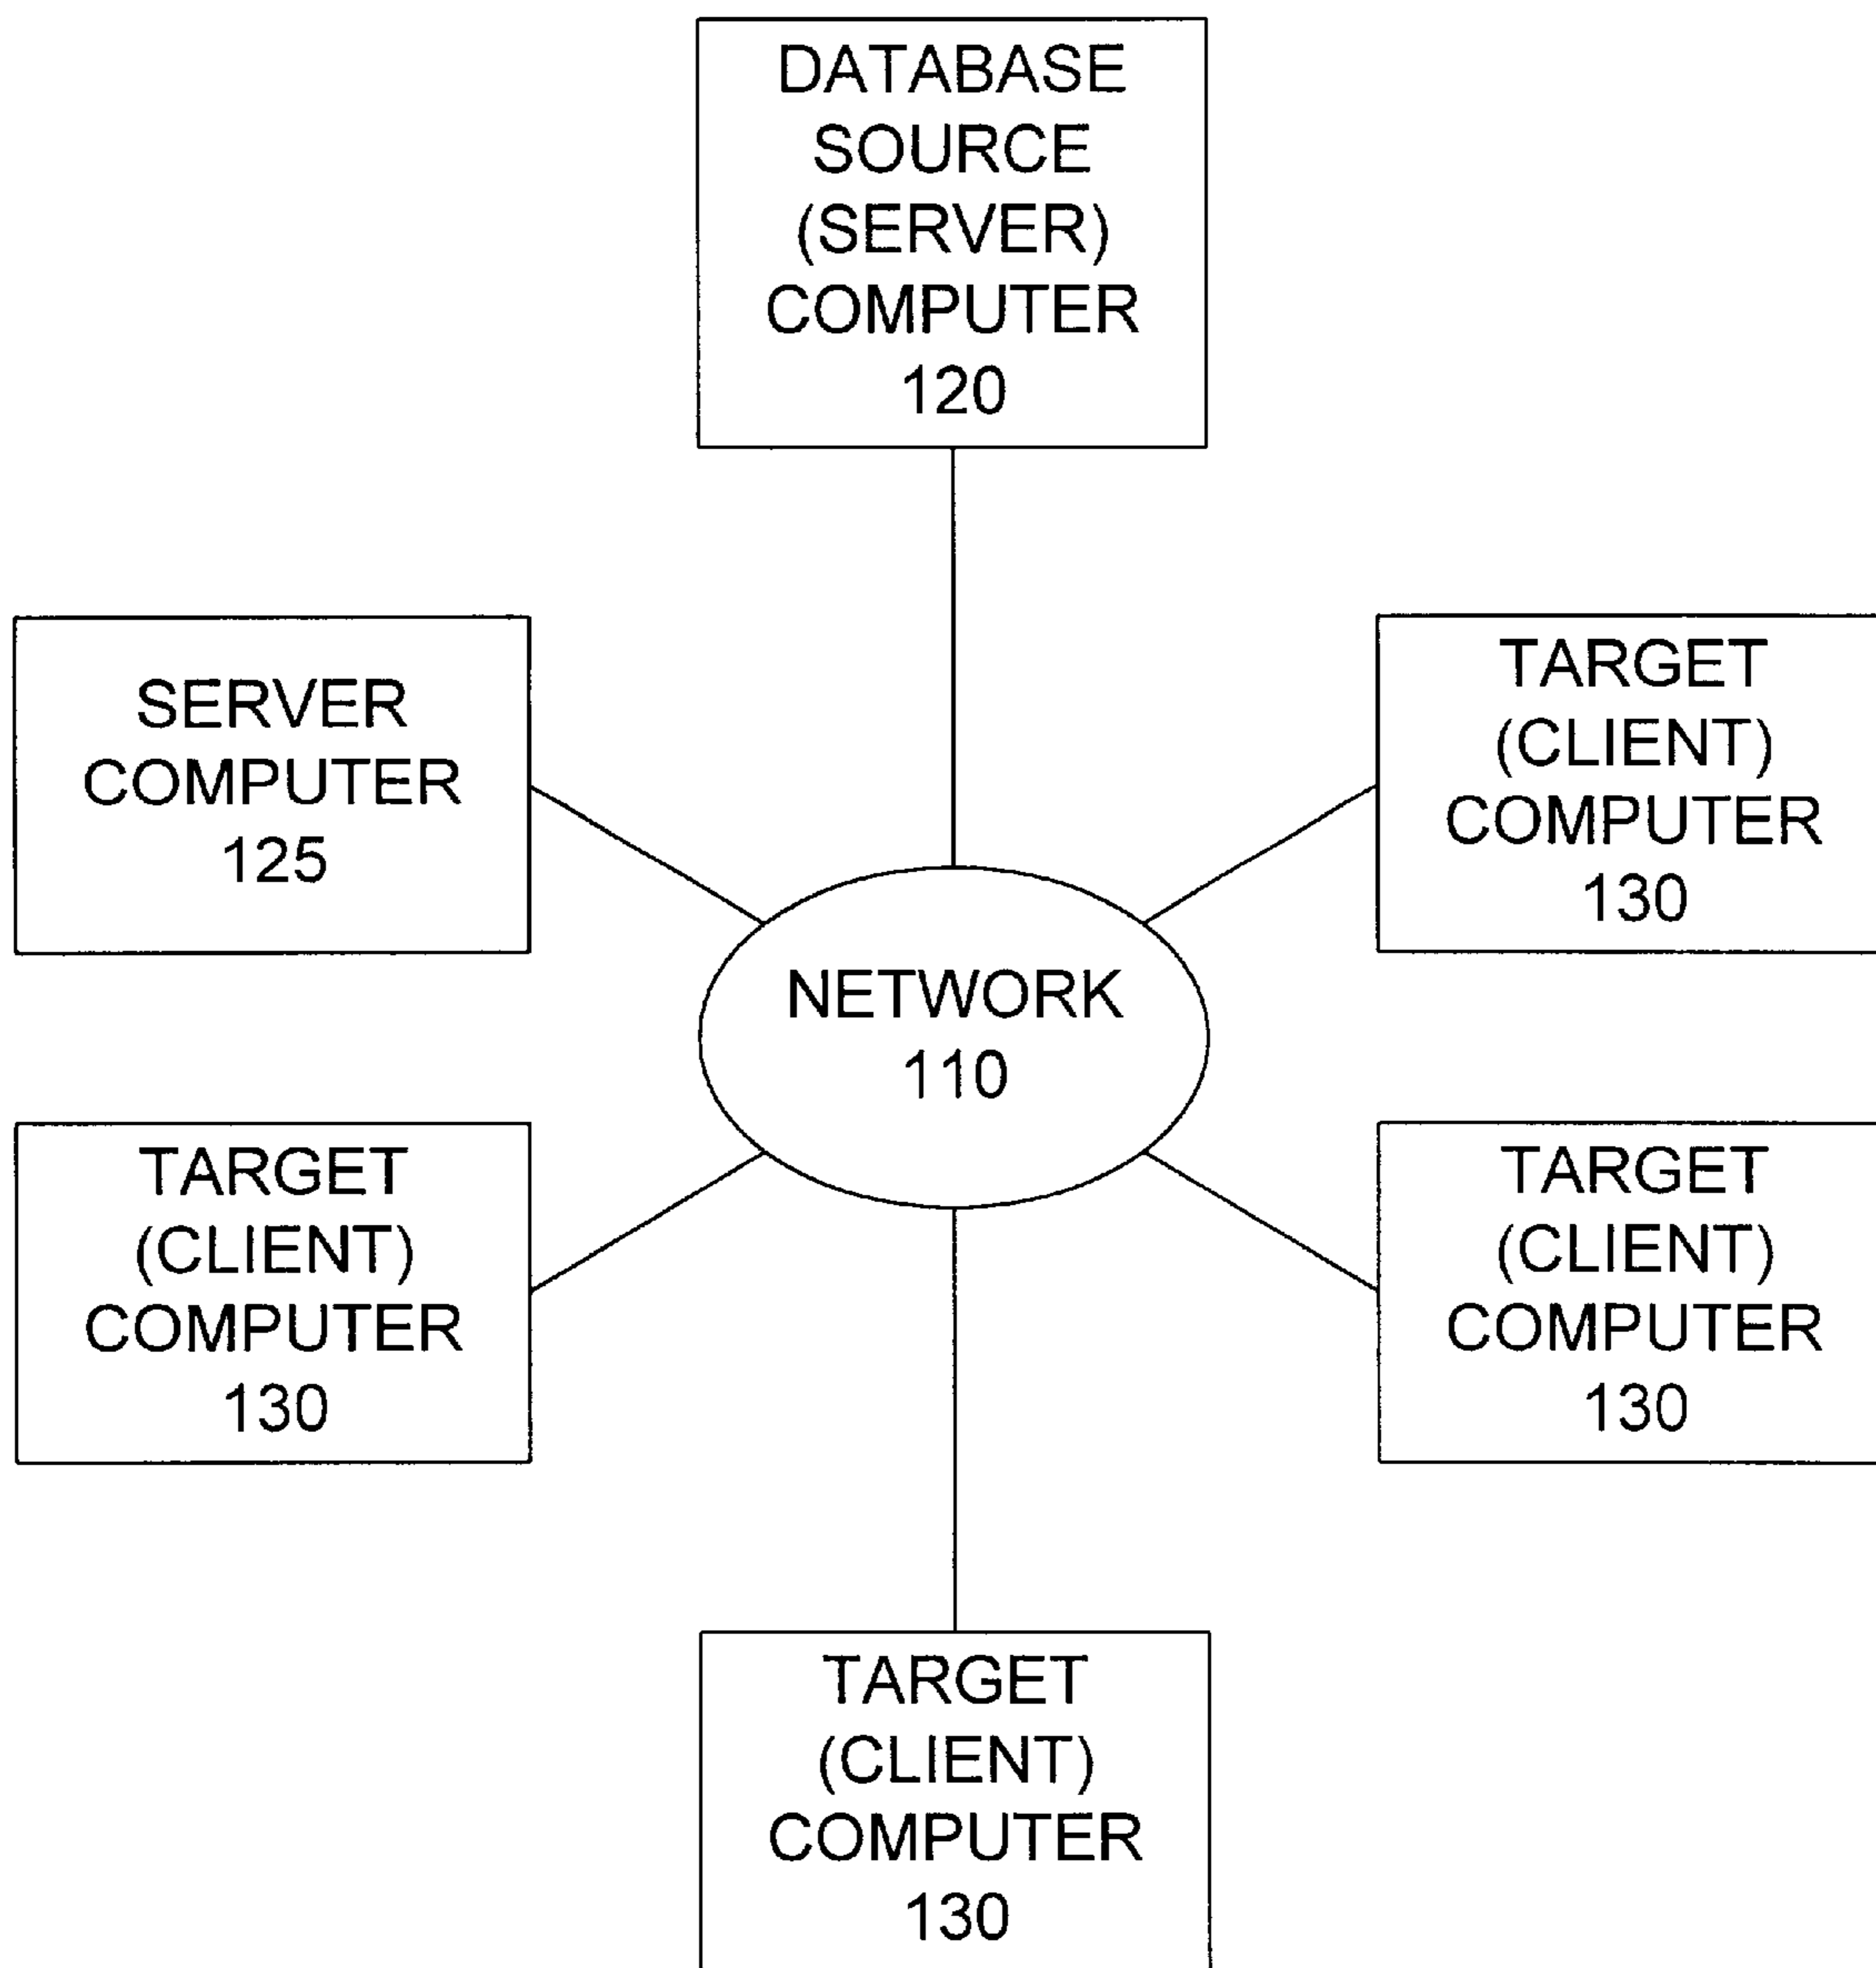 DATABASE
SOURCE
(SERVER)
COMPUTER
120
SERVER
COMPUTER
125
TARGET
(CLIENT)
COMPUTER
130
NETWORK
110
TARGET
(CLIENT)
COMPUTER
130
TARGET
(CLIENT)
COMPUTER
130
TARGET
(CLIENT)
COMPUTER
130